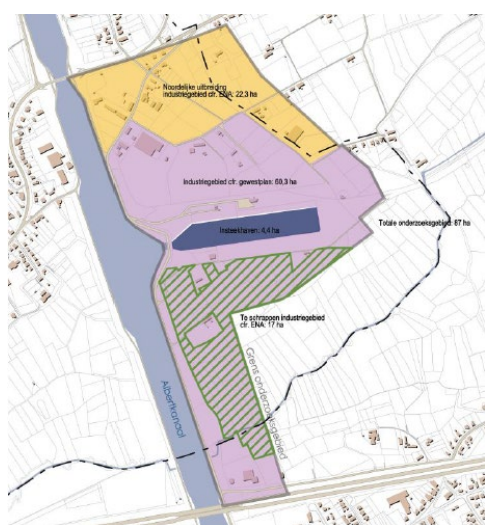 Noordelijke uitbreiding
industriegebied cfr. ENA: 22,3 ha
Industriegebied cfr. gewestplan: 60,3 ha
Totale onderzoeksgebied: 87 ha
Insteekhaven: 4,4 ha
Te schrappen industriegebied
cfr. ENA: 17 ha
Grens onderzoeksgebied
Albertkanaal